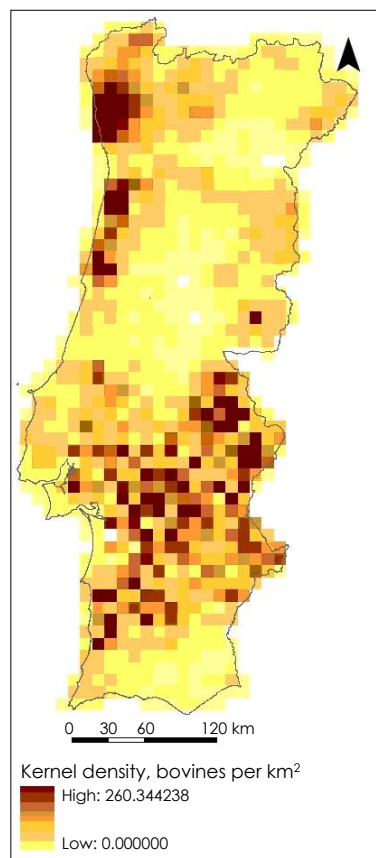 0 30 60 120 km
Kernel density, bovines per km²
High: 260.344238
Low: 0.000000